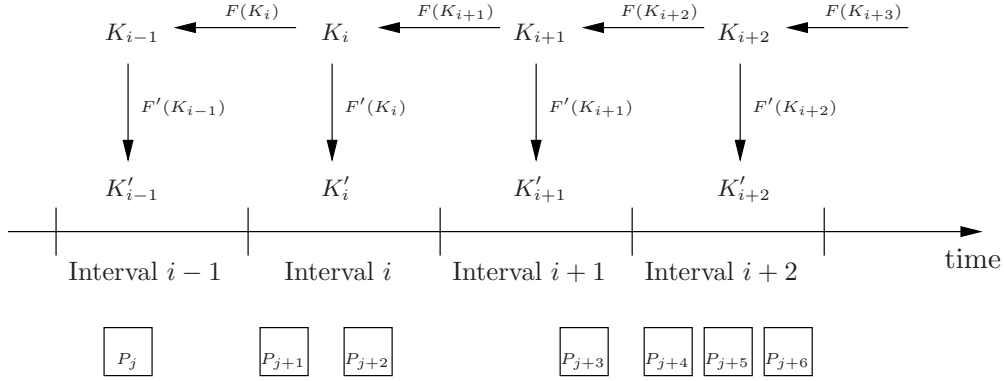 F(K_i) F(K_{i+1}) F(K_{i+2}) F(K_{i+3})
K_{i−1} K_i K_{i+1} K_{i+2}
F′(K_{i−1}) F′(K_i) F′(K_{i+1}) F′(K_{i+2})
K′_{i−1} K′_i K′_{i+1} K′_{i+2}
Interval i − 1 Interval i Interval i + 1 Interval i + 2 time
P_j P_{j+1} P_{j+2} P_{j+3} P_{j+4} P_{j+5} P_{j+6}